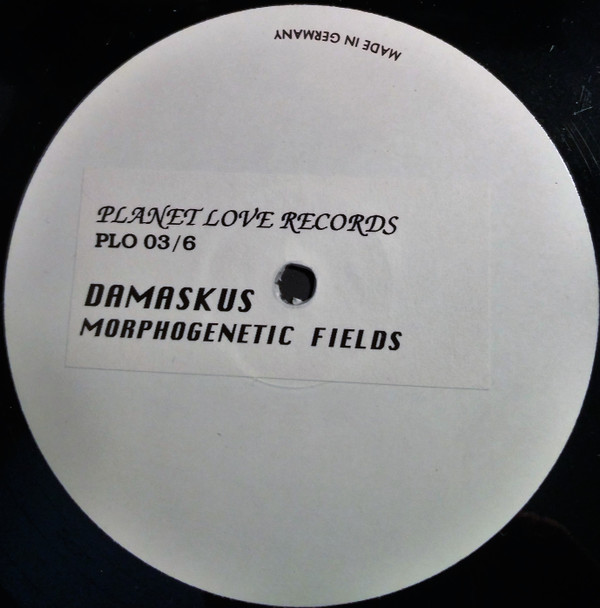 MADE IN GERMANY
PLANET LOVE RECORDS
PLO 03/6
DAMASKUS
MORPHOGENETIC FIELDS